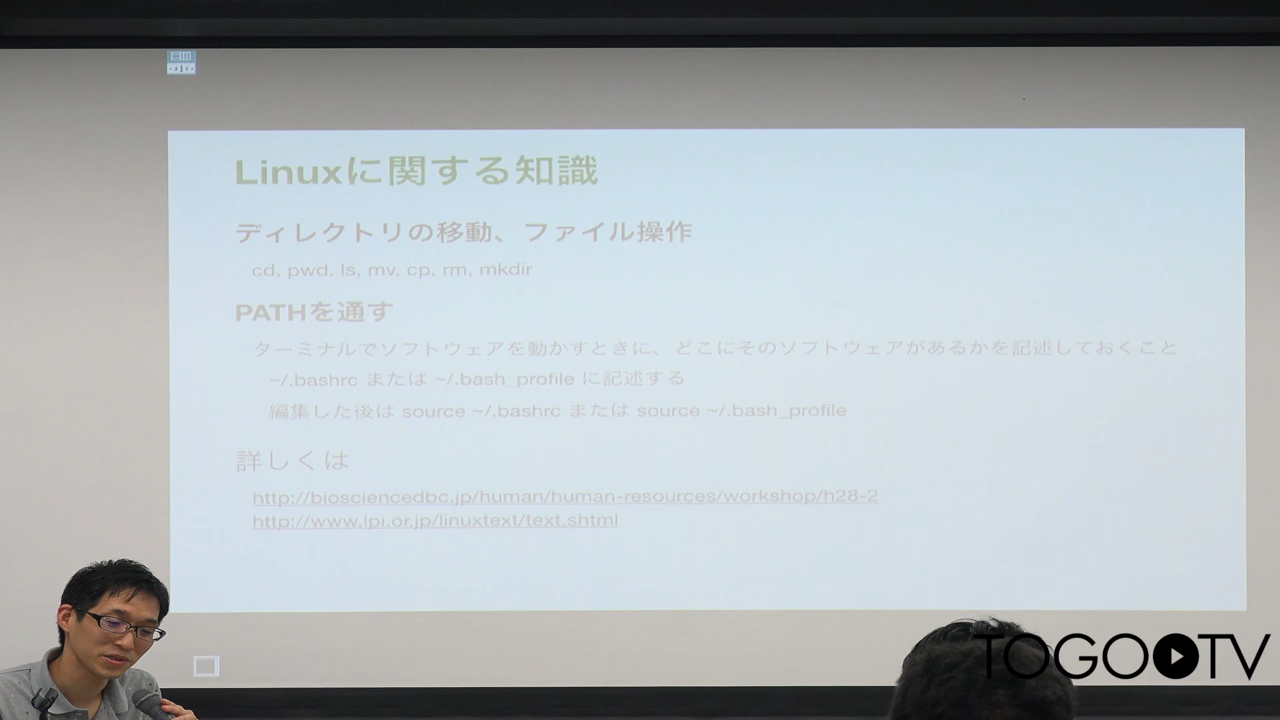 Linuxに関する知識
ディレクトリの移動、ファイル操作
cd, pwd, ls, mv, cp, rm, mkdir
PATHを通す
ターミナルでソフトウェアを動かすときに、どこにそのソフトウェアがあるかを記述しておくこと
~/.bashrc または ~/.bash_profile に記述する
編集した後は source ~/.bashrc または source ~/.bash_profile
詳しくは
http://biosciencedbc.jp/human/human-resources/workshop/h28-2
http://www.lpi.or.jp/linuxtext/text.shtml
TOGOTV